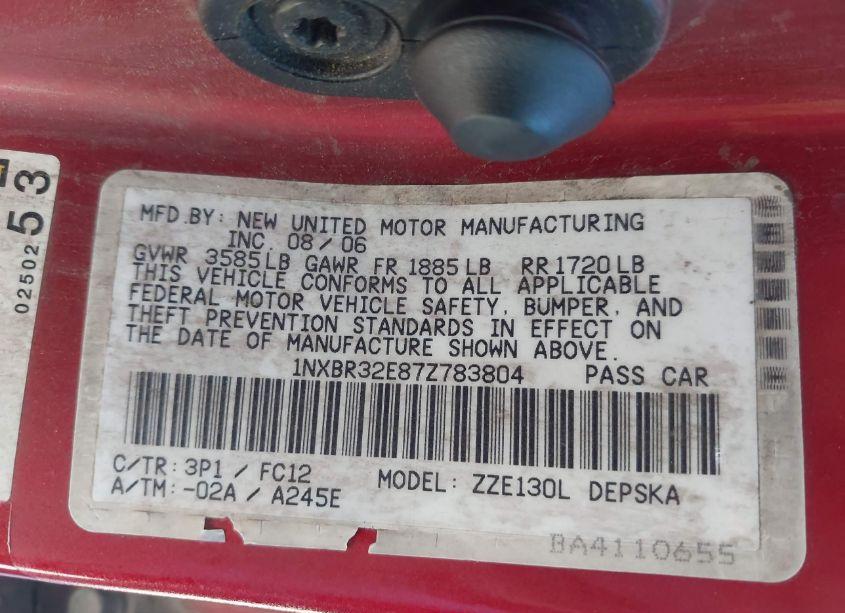 MFD.BY: NEW UNITED MOTOR MANUFACTURING
INC. 08/06
GVWR 3585LB GAWR FR 1885LB RR1720LB
THIS VEHICLE CONFORMS TO ALL APPLICABLE
FEDERAL MOTOR VEHICLE SAFETY, BUMPER, AND
THEFT PREVENTION STANDARDS IN EFFECT ON
THE DATE OF MANUFACTURE SHOWN ABOVE.
1NXBR32E87Z783804 PASS CAR
C/TR: 3P1 / FC12 MODEL: ZZE130L DEPSKA
A/TM: -02A / A245E
BA4110655
53
02502